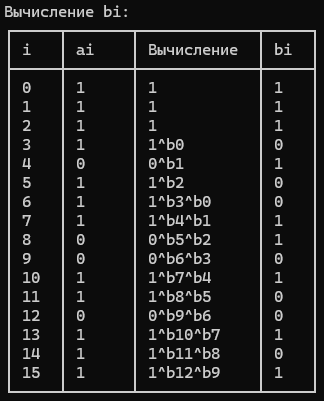 Вычисление bi:
i ai Вычисление bi
0 1 1 1
1 1 1 1
2 1 1 1
3 1 1^b0 0
4 0 0^b1 1
5 1 1^b2 0
6 1 1^b3^b0 0
7 1 1^b4^b1 1
8 0 0^b5^b2 1
9 0 0^b6^b3 0
10 1 1^b7^b4 1
11 1 1^b8^b5 0
12 0 0^b9^b6 0
13 1 1^b10^b7 1
14 1 1^b11^b8 0
15 1 1^b12^b9 1